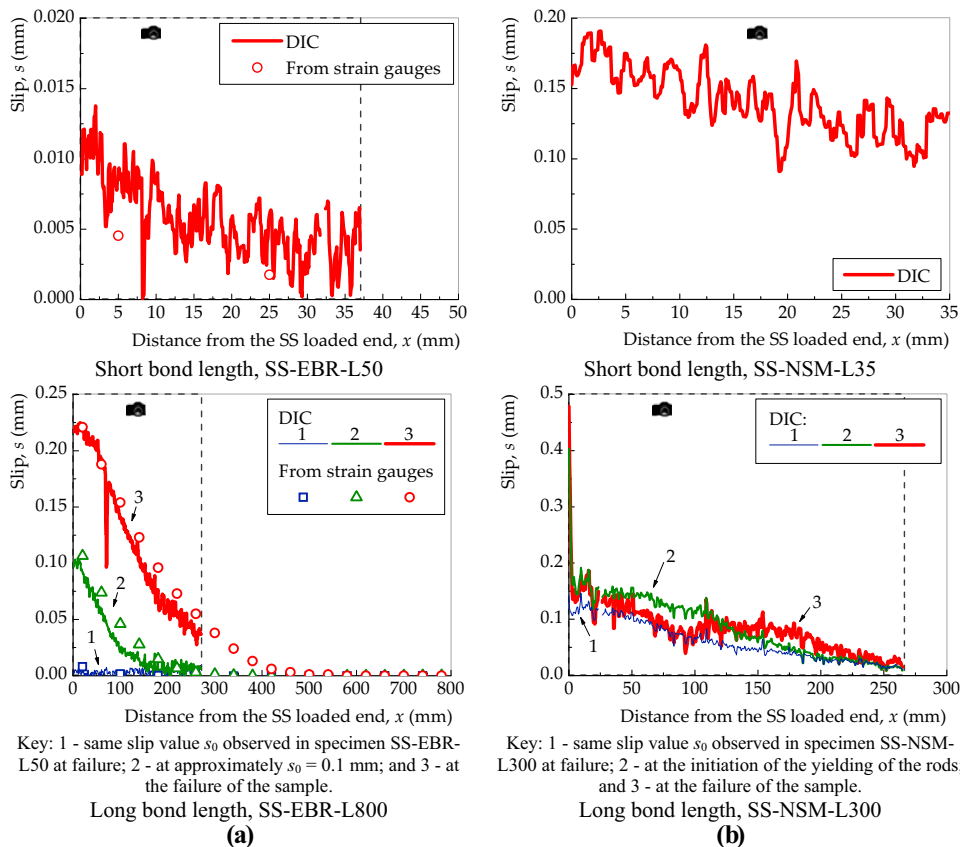 0.020
0.015
0.010
0.005
0.000
Slip, s (mm)
DIC
From strain gauges
0 5 10 15 20 25 30 35 40 45 50
Distance from the SS loaded end, x (mm)
Short bond length, SS-EBR-L50
0.20
0.15
0.10
0.05
0.00
Slip, s (mm)
DIC
0 5 10 15 20 25 30 35
Distance from the SS loaded end, x (mm)
Short bond length, SS-NSM-L35
0.25
0.20
0.15
0.10
0.05
0.00
Slip, s (mm)
DIC
1 2 3
From strain gauges
3
2
1
0 100 200 300 400 500 600 700 800
Distance from the SS loaded end, x (mm)
Key: 1 - same slip value s0 observed in specimen SS-EBR-
L50 at failure; 2 - at approximately s0 = 0.1 mm; and 3 - at
the failure of the sample.
Long bond length, SS-EBR-L800
(a)
0.5
0.4
0.3
0.2
0.1
0.0
Slip, s (mm)
DIC:
1 2 3
2
3
1
0 50 100 150 200 250 300
Distance from the SS loaded end, x (mm)
Key: 1 - same slip value s0 observed in specimen SS-NSM-
L300 at failure; 2 - at the initiation of the yielding of the rods;
and 3 - at the failure of the sample.
Long bond length, SS-NSM-L300
(b)